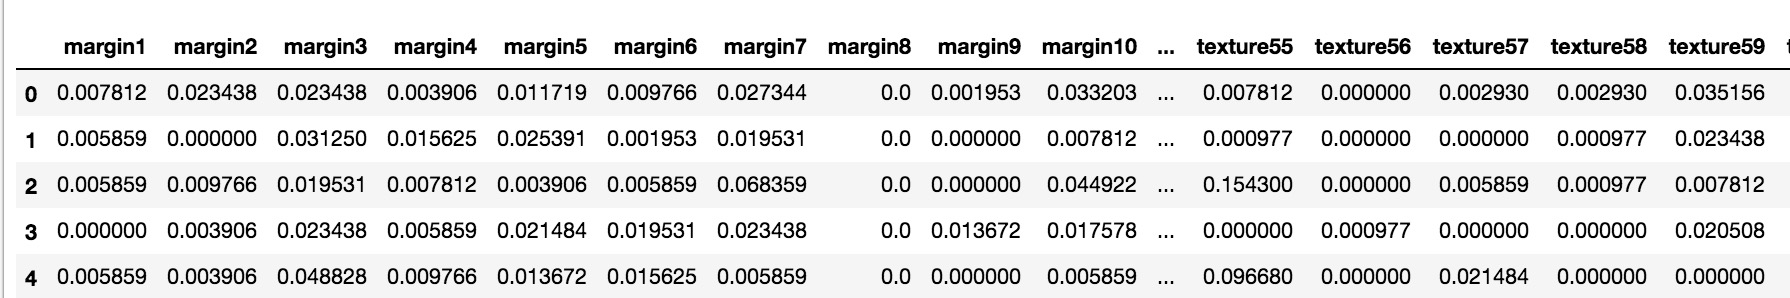 margin1 margin2 margin3 margin4 margin5 margin6 margin7 margin8 margin9 margin10 ... texture55 texture56 texture57 texture58 texture59
0 0.007812 0.023438 0.023438 0.003906 0.011719 0.009766 0.027344 0.0 0.001953 0.033203 ... 0.007812 0.000000 0.002930 0.002930 0.035156
1 0.005859 0.000000 0.031250 0.015625 0.025391 0.001953 0.019531 0.0 0.000000 0.007812 ... 0.000977 0.000000 0.000000 0.000977 0.023438
2 0.005859 0.009766 0.019531 0.007812 0.003906 0.005859 0.068359 0.0 0.000000 0.044922 ... 0.154300 0.000000 0.005859 0.000977 0.007812
3 0.000000 0.003906 0.023438 0.005859 0.021484 0.019531 0.023438 0.0 0.013672 0.017578 ... 0.000000 0.000977 0.000000 0.000000 0.020508
4 0.005859 0.003906 0.048828 0.009766 0.013672 0.015625 0.005859 0.0 0.000000 0.005859 ... 0.096680 0.000000 0.021484 0.000000 0.000000